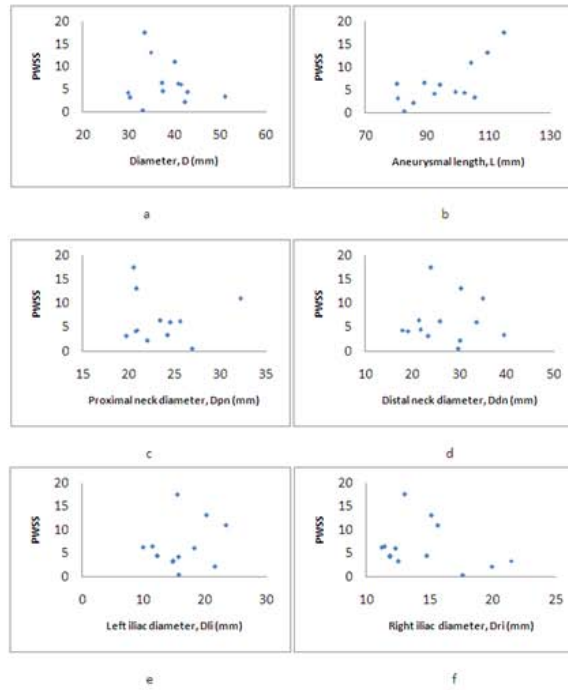 PWSS
20
15
10
5
0
20 30 40 50 60
Diameter, D (mm)
a
PWSS
20
15
10
5
0
70 90 110 130
Aneurysmal length, L (mm)
b
PWSS
20
15
10
5
0
15 20 25 30 35
Proximal neck diameter, Dpn (mm)
c
PWSS
20
15
10
5
0
10 20 30 40 50
Distal neck diameter, Ddn (mm)
d
PWSS
20
15
10
5
0
0 10 20 30
Left iliac diameter, Dli (mm)
e
PWSS
20
15
10
5
0
10 15 20 25
Right iliac diameter, Dri (mm)
f